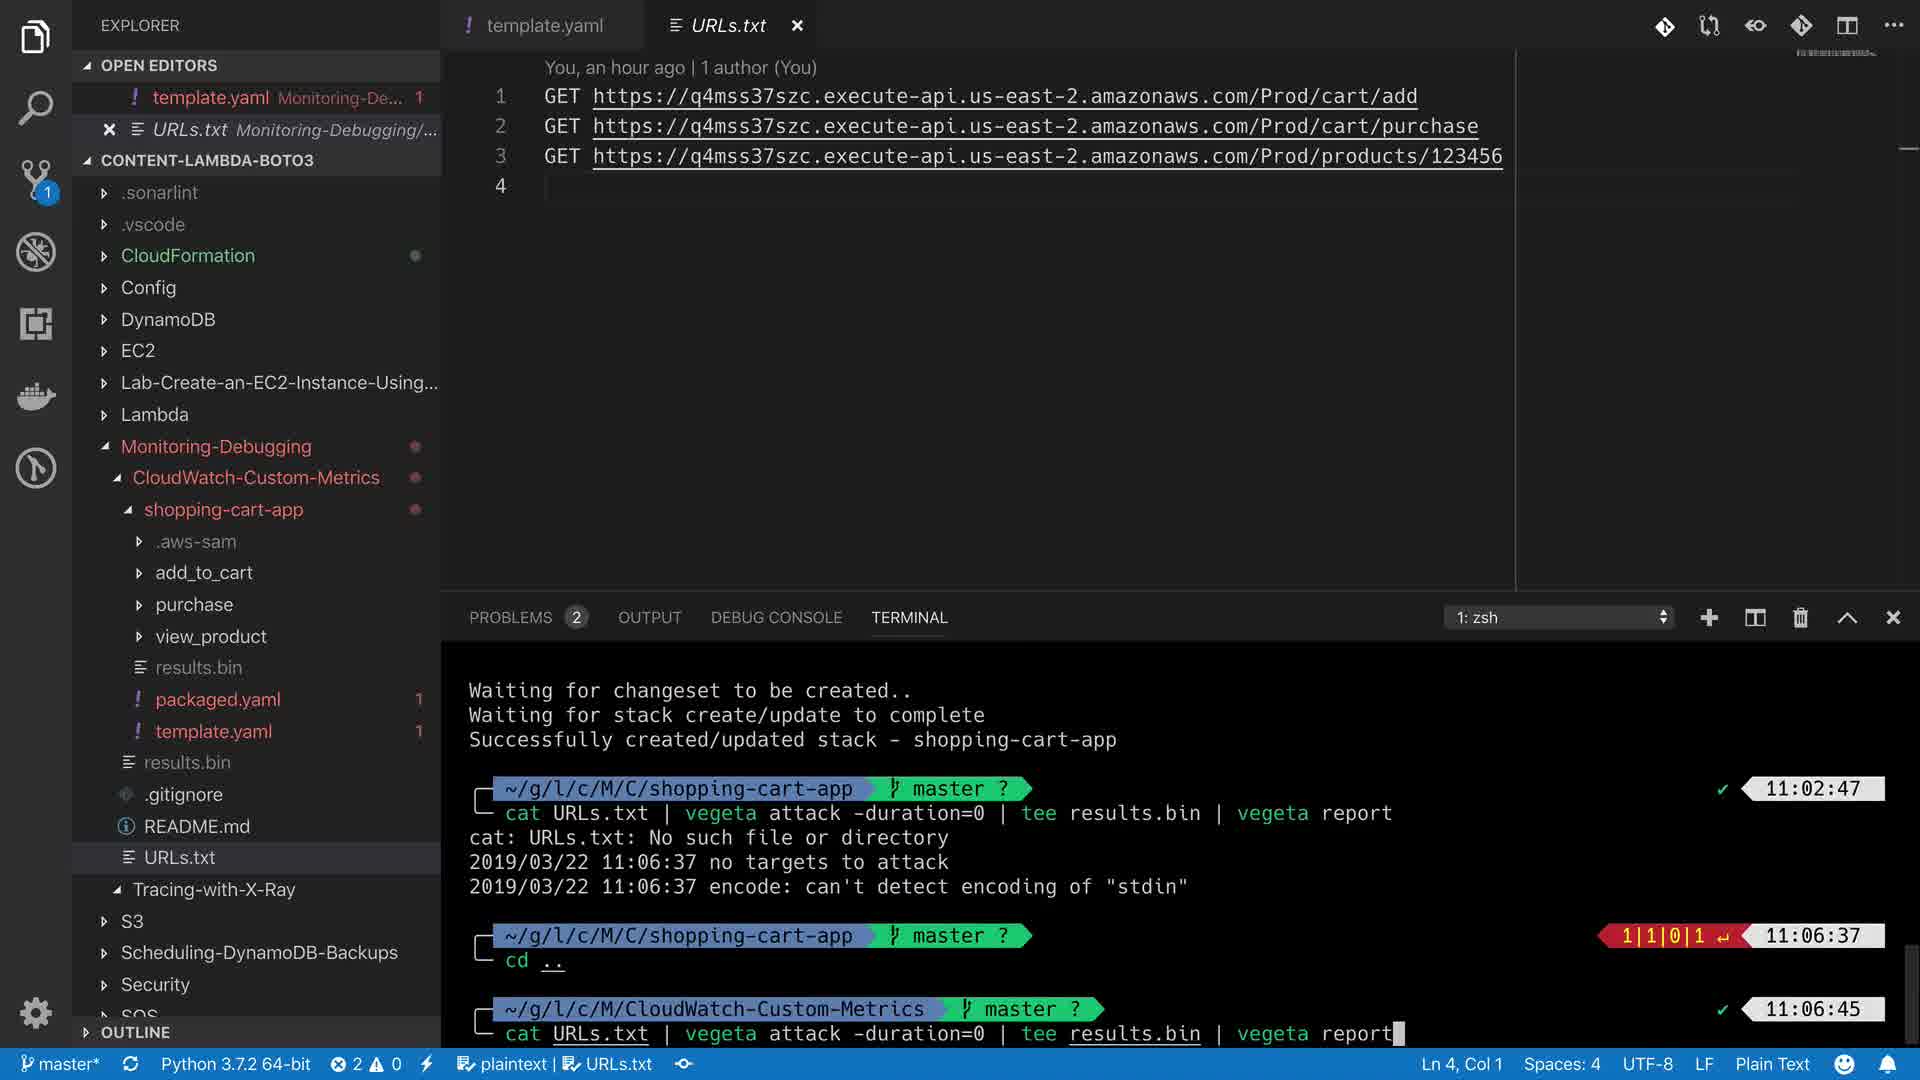 EXPLORER
OPEN EDITORS
! template.yaml Monitoring-De... 1
URLs.txt Monitoring-Debugging/...
CONTENT-LAMBDA-BOTO3
.sonarlint
.vscode
CloudFormation
Config
DynamoDB
EC2
Lab-Create-an-EC2-Instance-Using...
Lambda
Monitoring-Debugging
CloudWatch-Custom-Metrics
shopping-cart-app
.aws-sam
add_to_cart
purchase
view_product
results.bin
! packaged.yaml 1
! template.yaml 1
results.bin
.gitignore
README.md
URLs.txt
Tracing-with-X-Ray
S3
Scheduling-DynamoDB-Backups
Security
SQS
OUTLINE
1
! template.yaml
URLs.txt
You, an hour ago | 1 author (You)
1 GET https://q4mss37szc.execute-api.us-east-2.amazonaws.com/Prod/cart/add
2 GET https://q4mss37szc.execute-api.us-east-2.amazonaws.com/Prod/cart/purchase
3 GET https://q4mss37szc.execute-api.us-east-2.amazonaws.com/Prod/products/123456
4
PROBLEMS 2 OUTPUT DEBUG CONSOLE TERMINAL 1: zsh
Waiting for changeset to be created..
Waiting for stack create/update to complete
Successfully created/updated stack - shopping-cart-app
~/g/l/c/M/C/shopping-cart-app master ? ✔ 11:02:47
cat URLs.txt | vegeta attack -duration=0 | tee results.bin | vegeta report
cat: URLs.txt: No such file or directory
2019/03/22 11:06:37 no targets to attack
2019/03/22 11:06:37 encode: can't detect encoding of "stdin"
~/g/l/c/M/C/shopping-cart-app master ? 1|1|0|1 ↵ 11:06:37
cd ..
~/g/l/c/M/CloudWatch-Custom-Metrics master ? ✔ 11:06:45
cat URLs.txt | vegeta attack -duration=0 | tee results.bin | vegeta report
master* Python 3.7.2 64-bit 2 0 plaintext | URLs.txt Ln 4, Col 1 Spaces: 4 UTF-8 LF Plain Text